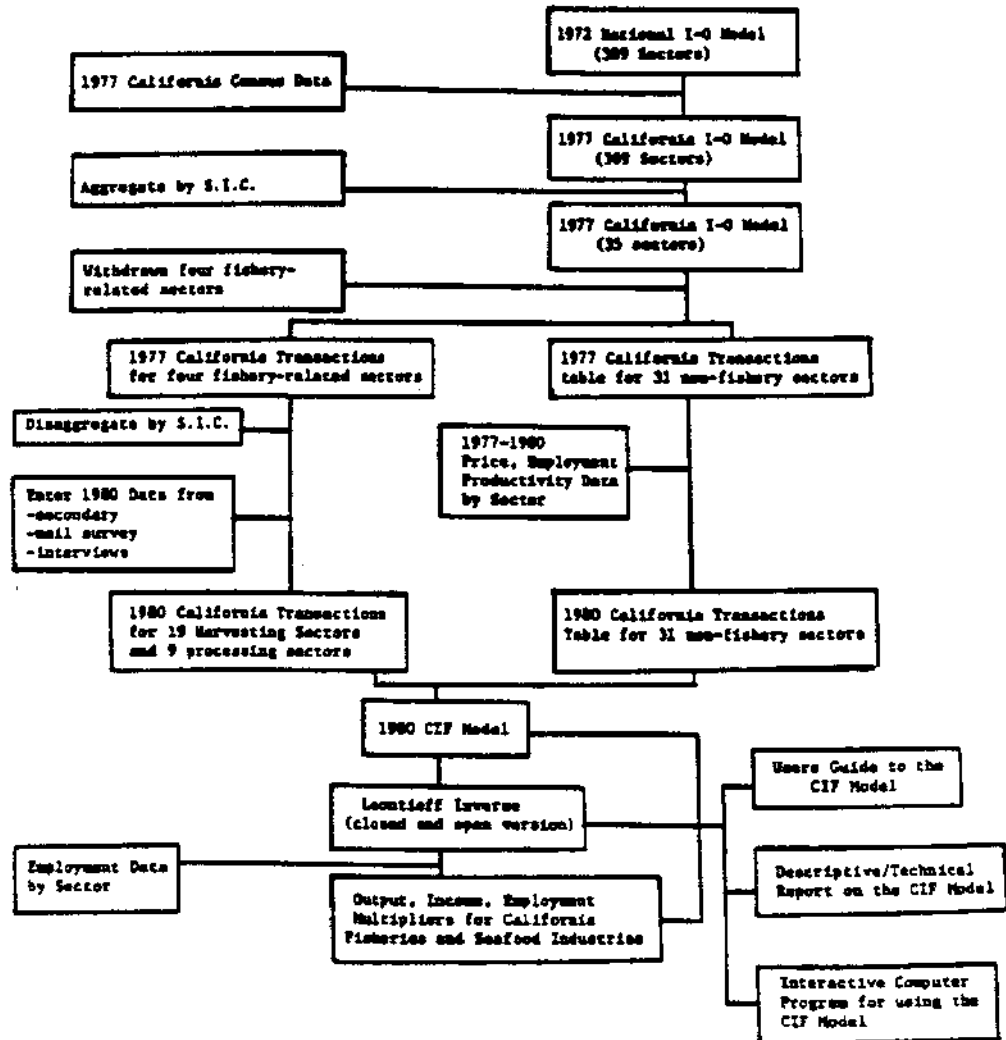 1972 National I-O Model
(389 Sectors)
1977 California Census Data
1977 California I-O Model
(389 Sectors)
Aggregate by S.I.C.
1977 California I-O Model
(35 sectors)
Withdrawn four fishery-
related sectors
1977 California Transactions
for four fishery-related sectors
1977 California Transactions
table for 31 non-fishery sectors
Disaggregate by S.I.C.
1977-1980
Price, Employment
Productivity Data
by Sector
Enter 1980 Data from
-secondary
-mail survey
-interviews
1980 California Transactions
for 19 Harvesting Sectors
and 9 processing sectors
1980 California Transactions
Table for 31 non-fishery sectors
1980 CIF Model
Users Guide to the
CIF Model
Leontieff Inverse
(closed and open version)
Employment Data
by Sector
Descriptive/Technical
Report on the CIF Model
Output, Income, Employment
Multipliers for California
Fisheries and Seafood Industries
Interactive Computer
Program for using the
CIF Model